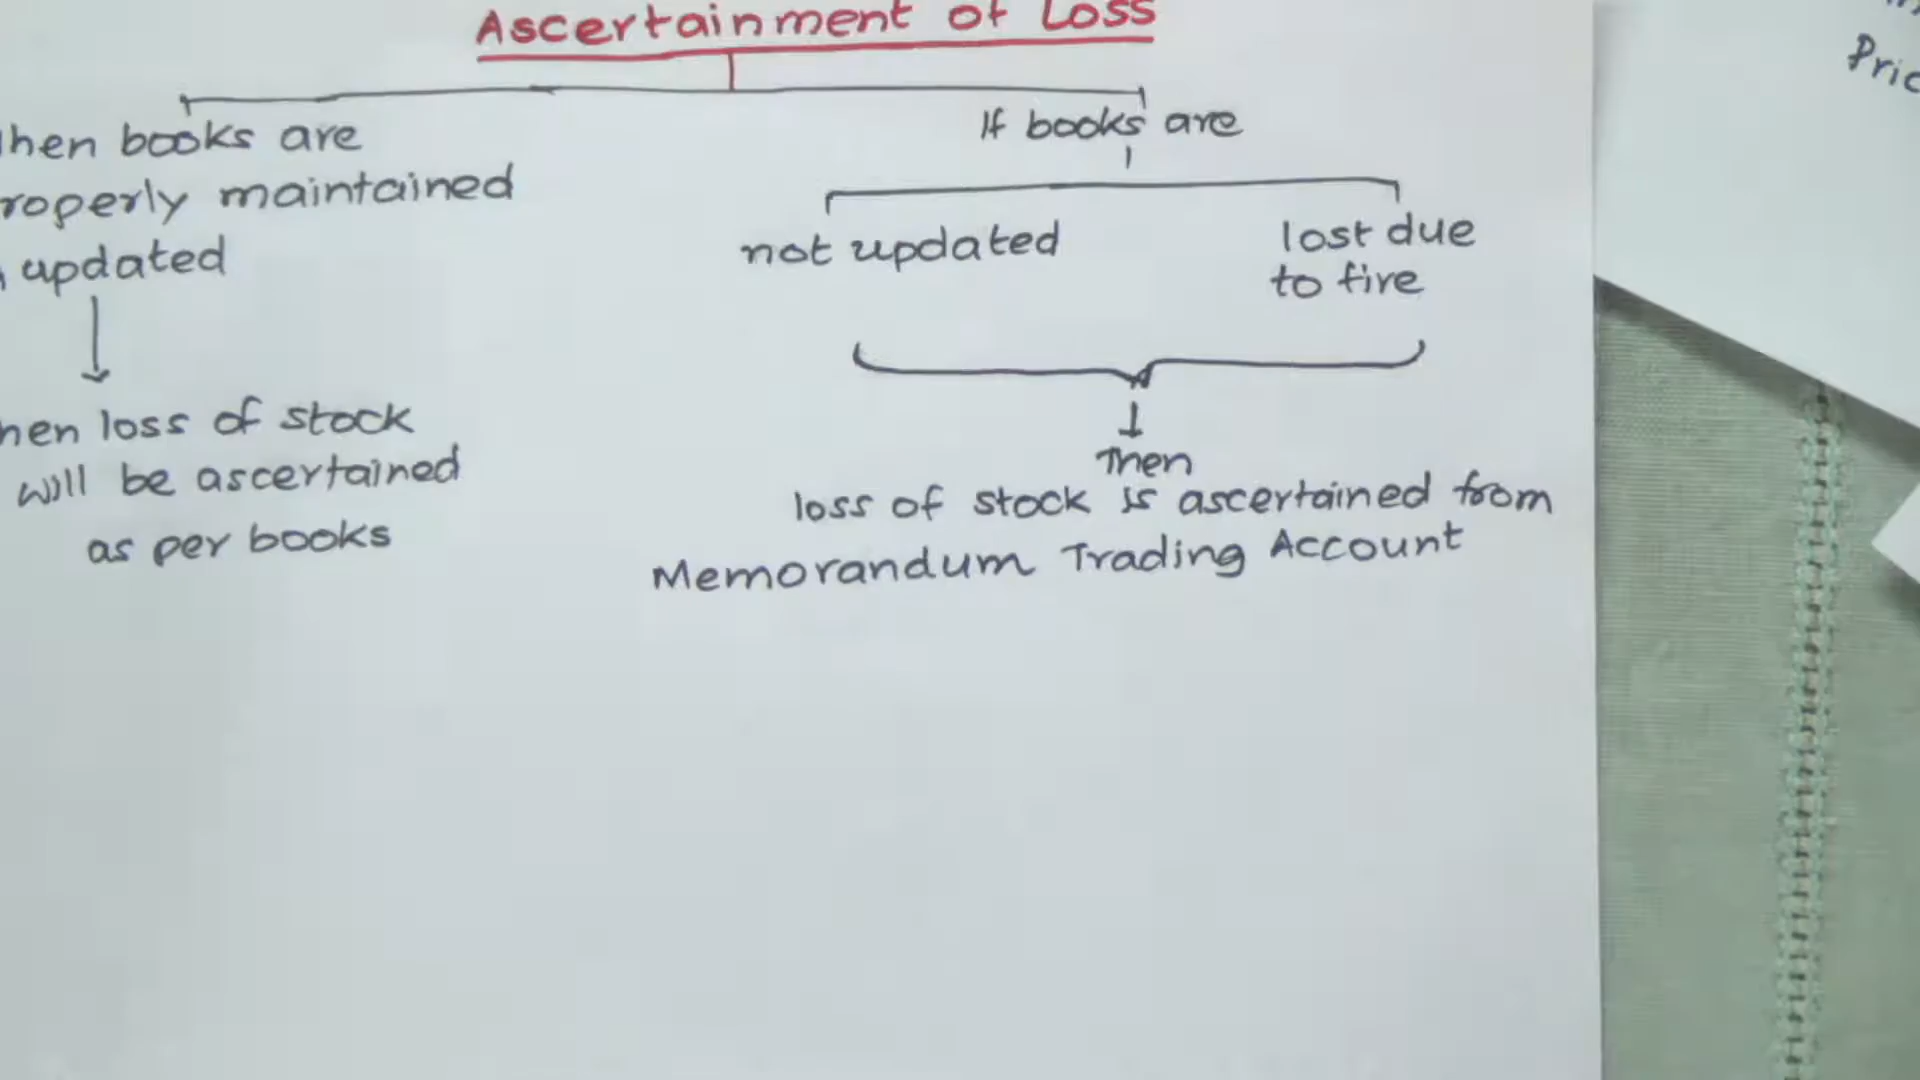 Ascertainment of Loss
hen books are
roperly maintained
updated
hen loss of stock
will be ascertained
as per books
If books are
not updated
lost due
to fire
Then
loss of stock is ascertained from
Memorandum Trading Account
Pric